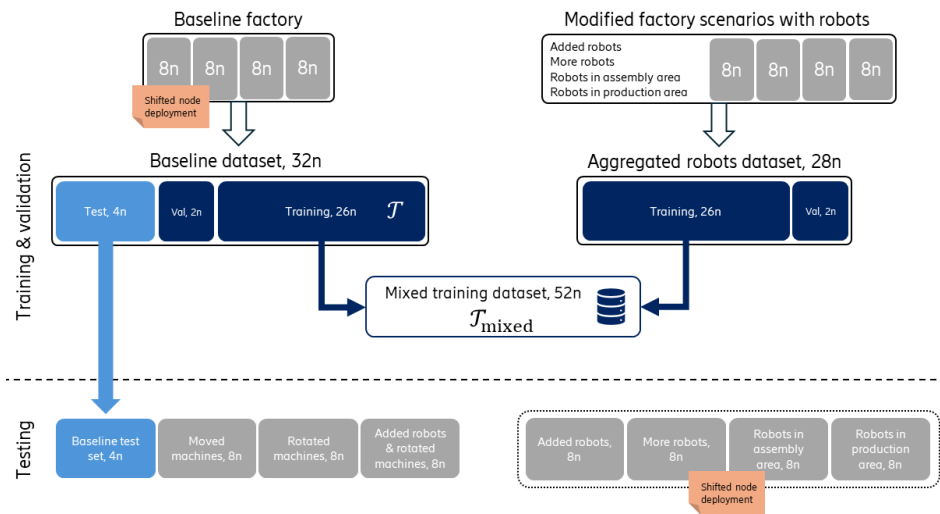 Baseline factory
8n 8n 8n 8n
Shifted node
deployment
Modified factory scenarios with robots
Added robots
More robots
Robots in assembly area
Robots in production area
8n 8n 8n 8n
Training & validation
Baseline dataset, 32n
Test, 4n
Val, 2n
Training, 26n 𝒯
Aggregated robots dataset, 28n
Training, 26n
Val, 2n
Mixed training dataset, 52n
𝒯mixed
Testing
Baseline test
set, 4n
Moved
machines, 8n
Rotated
machines, 8n
Added robots
& rotated
machines, 8n
Added robots,
8n
More robots,
8n
Robots in
assembly
area, 8n
Robots in
production
area, 8n
Shifted node
deployment